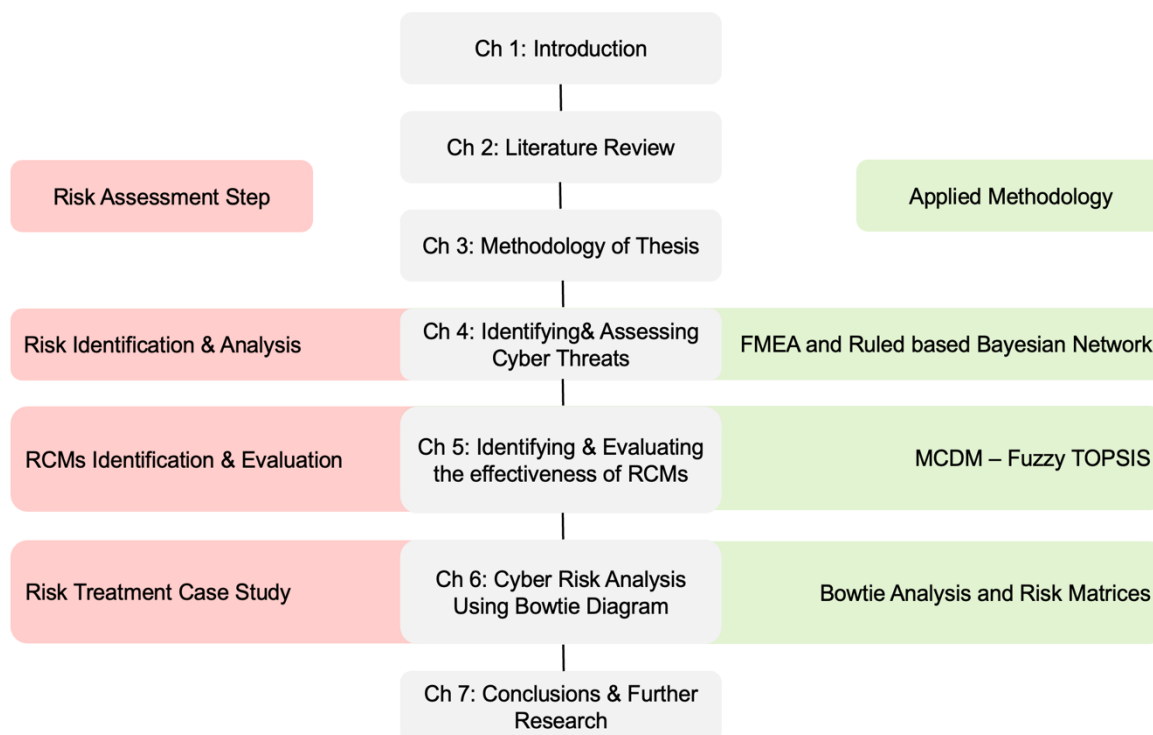 Ch 1: Introduction
Ch 2: Literature Review
Risk Assessment Step
Applied Methodology
Ch 3: Methodology of Thesis
Risk Identification & Analysis
Ch 4: Identifying& Assessing
Cyber Threats
FMEA and Ruled based Bayesian Network
RCMs Identification & Evaluation
Ch 5: Identifying & Evaluating
the effectiveness of RCMs
MCDM – Fuzzy TOPSIS
Risk Treatment Case Study
Ch 6: Cyber Risk Analysis
Using Bowtie Diagram
Bowtie Analysis and Risk Matrices
Ch 7: Conclusions & Further
Research